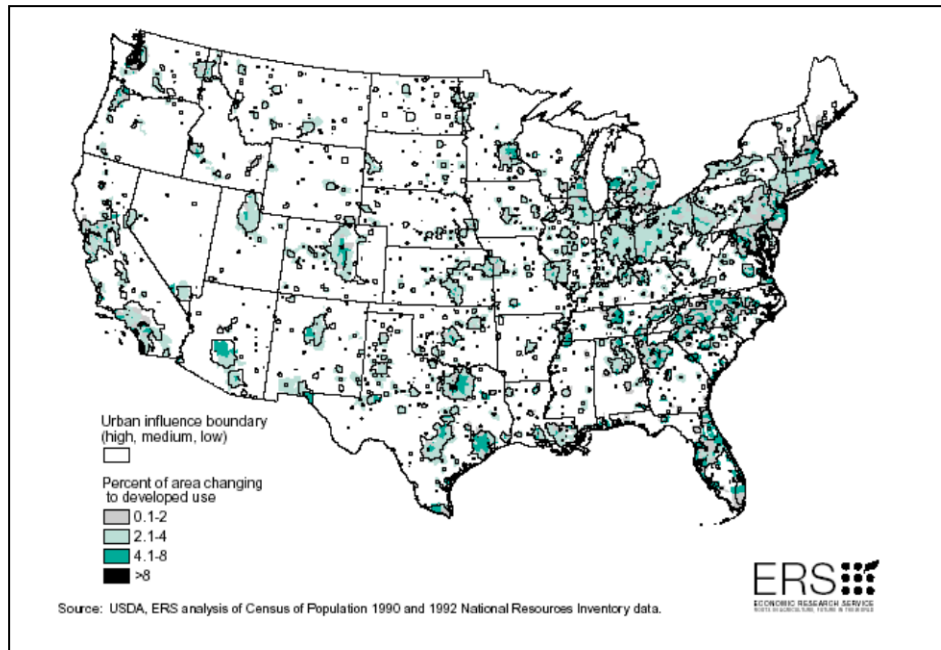 Urban influence boundary
(high, medium, low)
Percent of area changing
to developed use
0.1-2
2.1-4
4.1-8
>8
ERS
ECONOMIC RESEARCH SERVICE
Source: USDA, ERS analysis of Census of Population 1990 and 1992 National Resources Inventory data.